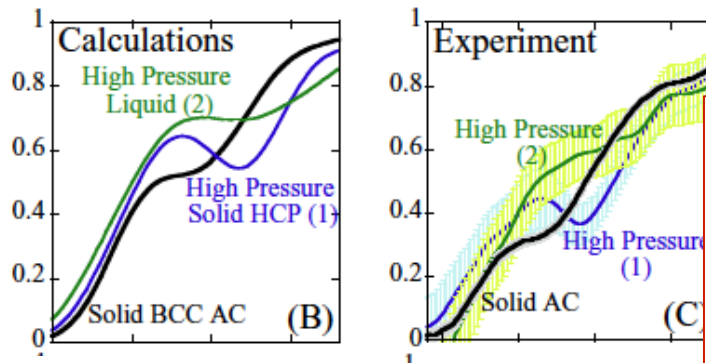 1
Calculations
0.8
High Pressure
Liquid (2)
0.6
0.4
High Pressure
Solid HCP (1)
0.2
Solid BCC AC
(B)
0
1
Experiment
0.8
High Pressure
(2)
0.6
0.4
High Pressure
(1)
0.2
Solid AC
(C)
0